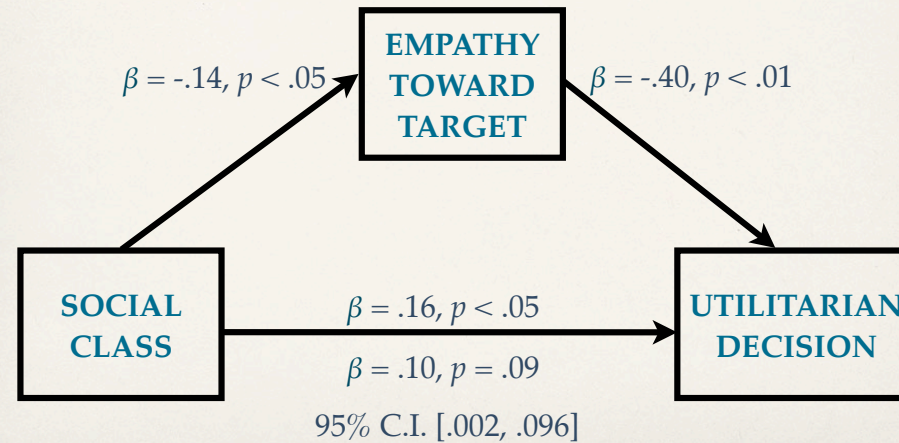 EMPATHY
TOWARD
TARGET
β = -.14, p < .05
β = -.40, p < .01
SOCIAL
CLASS
β = .16, p < .05
β = .10, p = .09
95% C.I. [.002, .096]
UTILITARIAN
DECISION